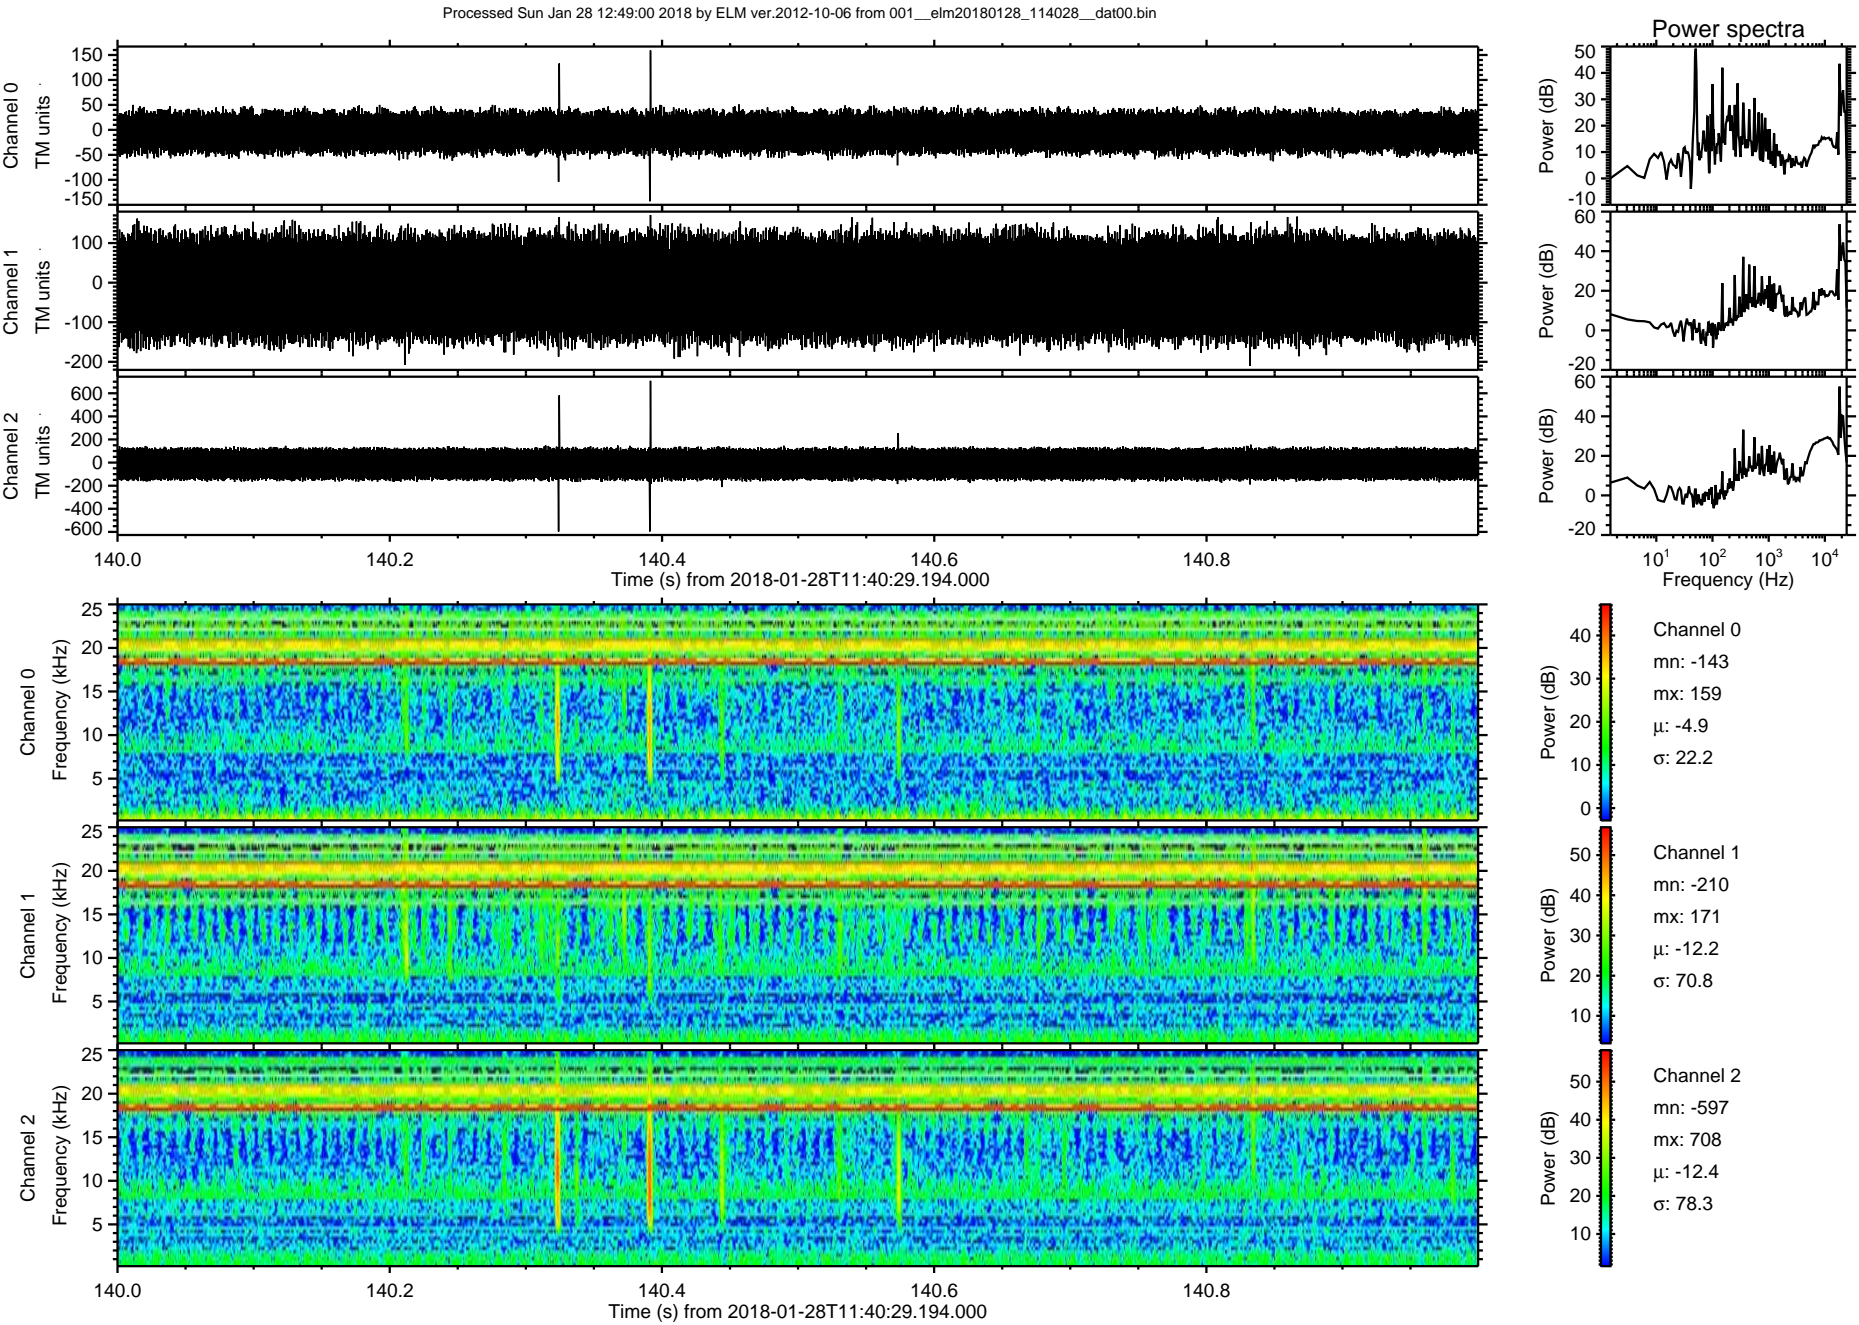 Processed Sun Jan 28 12:49:00 2018 by ELM ver.2012-10-06 from 001__elm20180128_114028__dat00.bin
Power spectra
Channel 0
TM units
150
100
50
0
-50
-100
-150
Power (dB)
50
40
30
20
10
0
-10
Channel 1
TM units
100
0
-100
-200
Power (dB)
60
40
20
0
-20
Channel 2
TM units
600
400
200
0
-200
-400
-600
Power (dB)
60
40
20
0
-20
140.0 140.2 140.4 140.6 140.8
Time (s) from 2018-01-28T11:40:29.194.000
10^1 10^2 10^3 10^4
Frequency (Hz)
Channel 0
Frequency (kHz)
25
20
15
10
5
Power (dB)
40
30
20
10
0
Channel 0
mn: -143
mx: 159
μ: -4.9
σ: 22.2
Channel 1
Frequency (kHz)
25
20
15
10
5
Power (dB)
50
40
30
20
10
Channel 1
mn: -210
mx: 171
μ: -12.2
σ: 70.8
Channel 2
Frequency (kHz)
25
20
15
10
5
Power (dB)
50
40
30
20
10
Channel 2
mn: -597
mx: 708
μ: -12.4
σ: 78.3
140.0 140.2 140.4 140.6 140.8
Time (s) from 2018-01-28T11:40:29.194.000